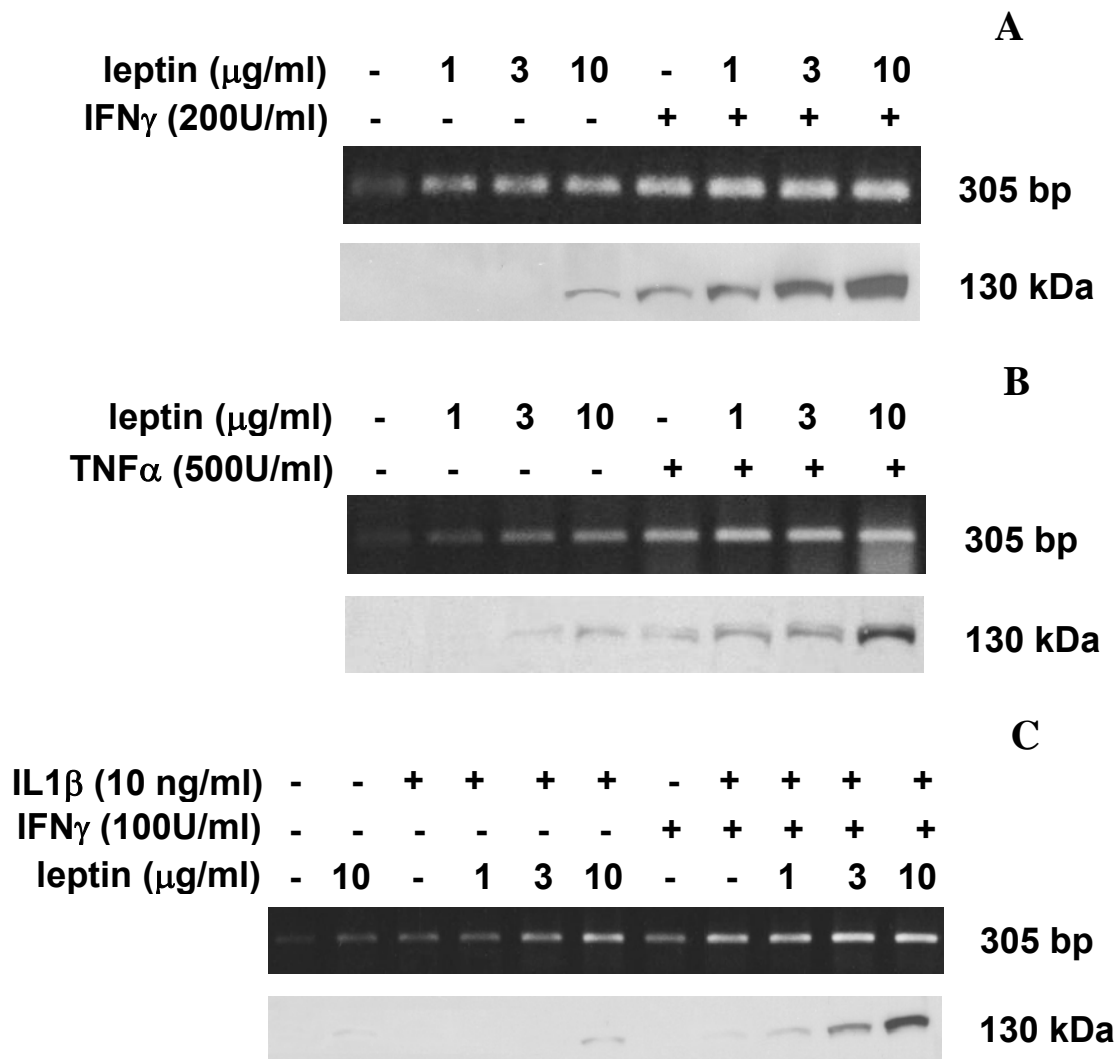 A
leptin (μg/ml) - 1 3 10 - 1 3 10
IFNγ (200U/ml) - - - - + + + +
305 bp
130 kDa
B
leptin (μg/ml) - 1 3 10 - 1 3 10
TNFα (500U/ml) - - - - + + + +
305 bp
130 kDa
C
IL1β (10 ng/ml) - - + + + + - + + + +
IFNγ (100U/ml) - - - - - - + + + + +
leptin (μg/ml) - 10 - 1 3 10 - - 1 3 10
305 bp
130 kDa